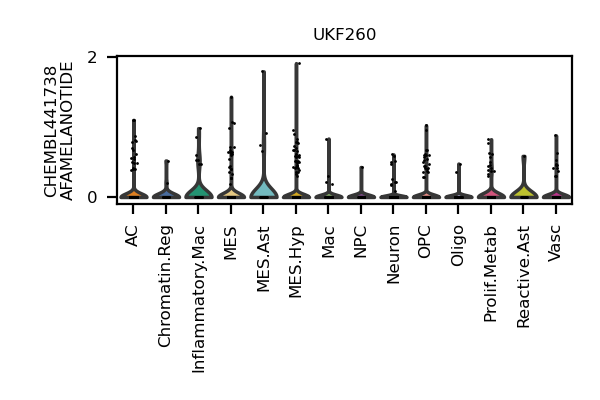 UKF260
CHEMBL441738
AFAMELANOTIDE
2
0
AC
Chromatin.Reg
Inflammatory.Mac
MES
MES.Ast
MES.Hyp
Mac
NPC
Neuron
OPC
Oligo
Prolif.Metab
Reactive.Ast
Vasc